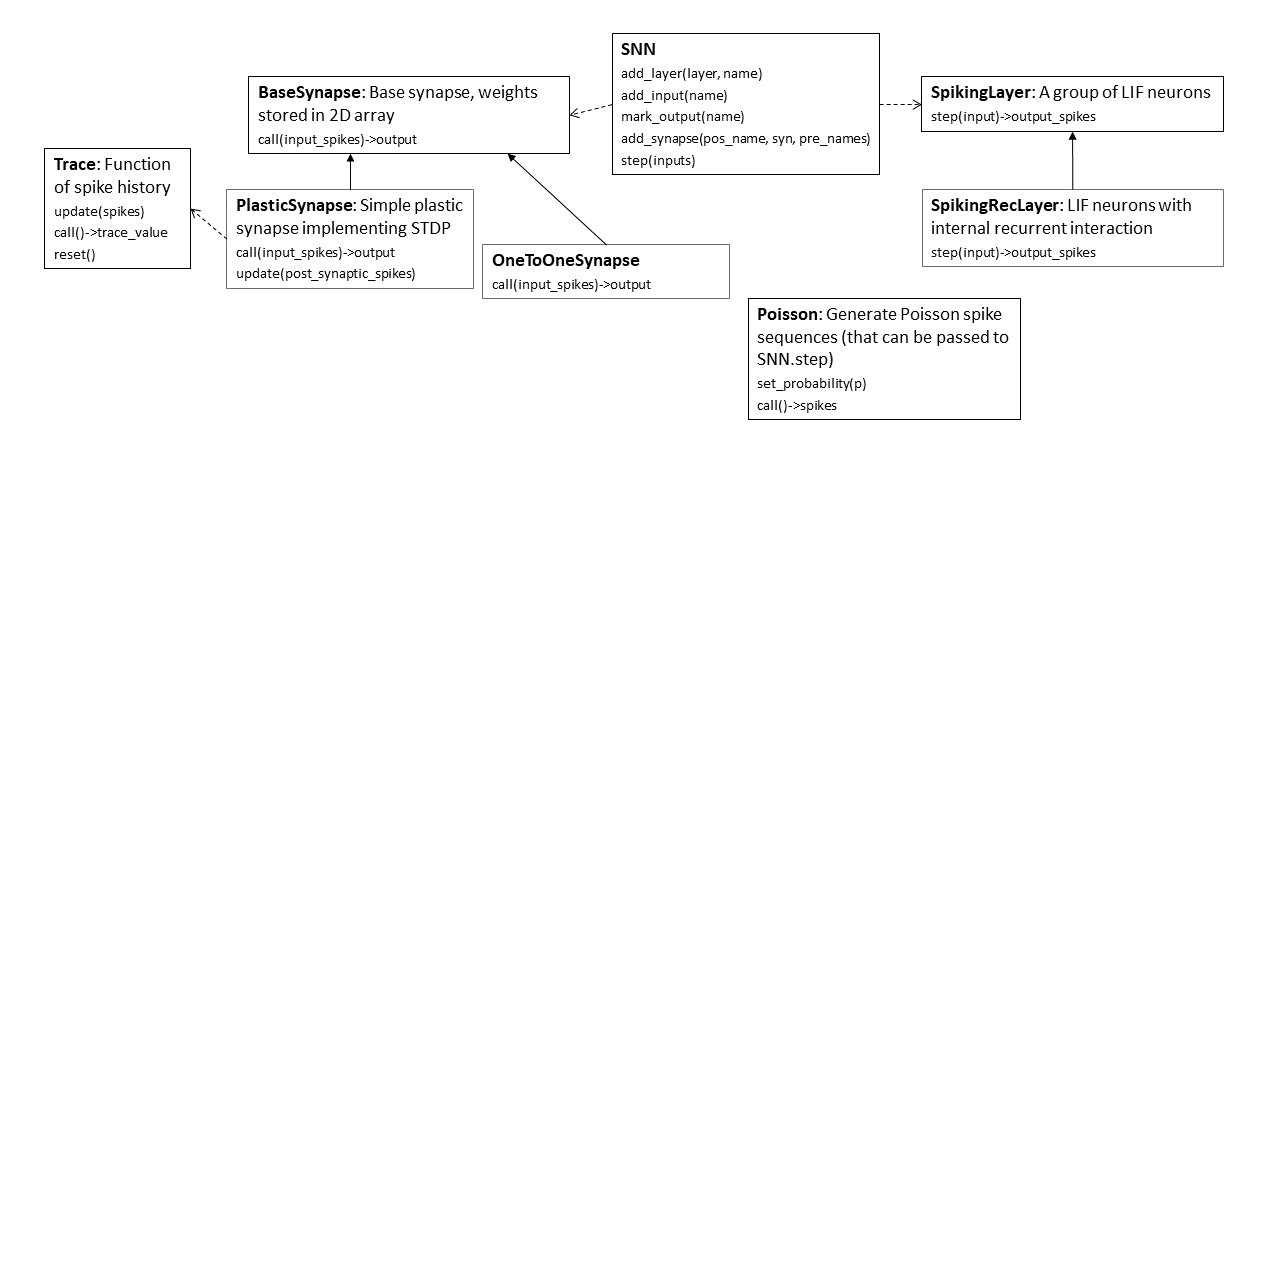 SNN
add_layer(layer, name)
add_input(name)
mark_output(name)
add_synapse(pos_name, syn, pre_names)
step(inputs)
BaseSynapse: Base synapse, weights
stored in 2D array
call(input_spikes)->output
SpikingLayer: A group of LIF neurons
step(input)->output_spikes
Trace: Function
of spike history
update(spikes)
call()->trace_value
reset()
PlasticSynapse: Simple plastic
synapse implementing STDP
call(input_spikes)->output
update(post_synaptic_spikes)
OneToOneSynapse
call(input_spikes)->output
SpikingRecLayer: LIF neurons with
internal recurrent interaction
step(input)->output_spikes
Poisson: Generate Poisson spike
sequences (that can be passed to
SNN.step)
set_probability(p)
call()->spikes